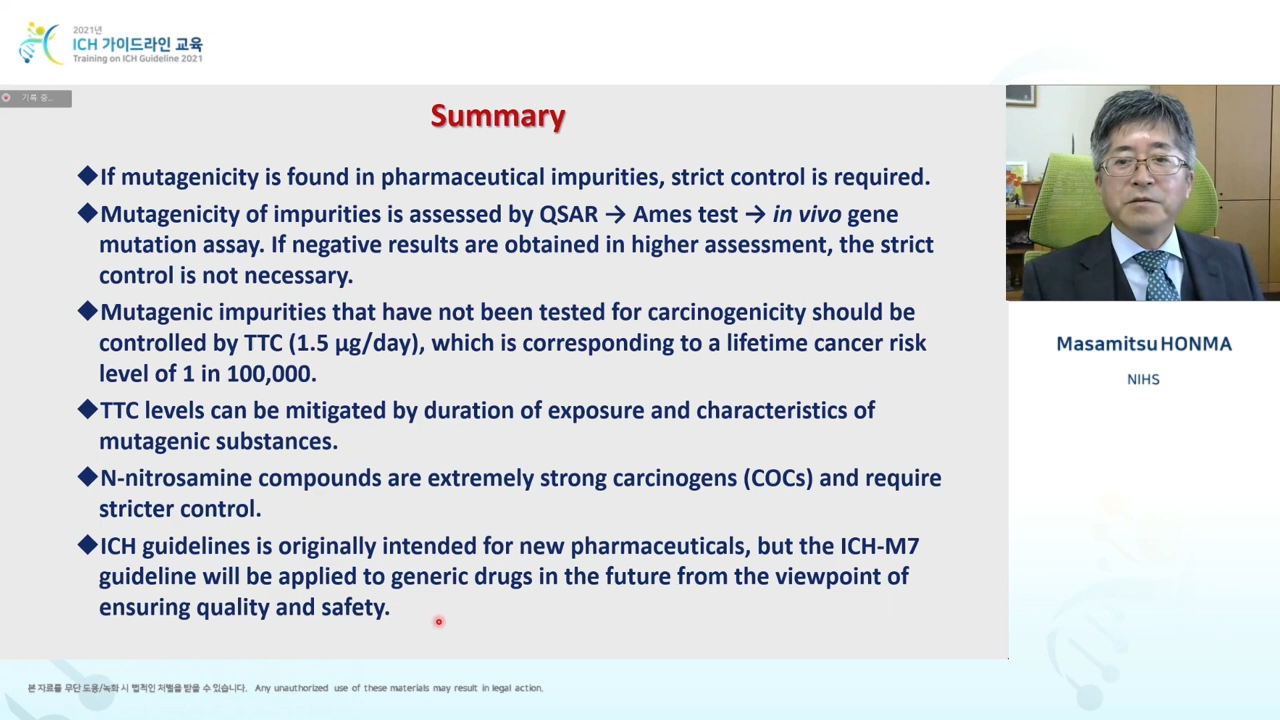 2021년
ICH 가이드라인 교육
Training on ICH Guideline 2021
기록 중...
Summary
◆If mutagenicity is found in pharmaceutical impurities, strict control is required.
◆Mutagenicity of impurities is assessed by QSAR → Ames test → in vivo gene
mutation assay. If negative results are obtained in higher assessment, the strict
control is not necessary.
◆Mutagenic impurities that have not been tested for carcinogenicity should be
controlled by TTC (1.5 µg/day), which is corresponding to a lifetime cancer risk
level of 1 in 100,000.
◆TTC levels can be mitigated by duration of exposure and characteristics of
mutagenic substances.
◆N-nitrosamine compounds are extremely strong carcinogens (COCs) and require
stricter control.
◆ICH guidelines is originally intended for new pharmaceuticals, but the ICH-M7
guideline will be applied to generic drugs in the future from the viewpoint of
ensuring quality and safety.
Masamitsu HONMA
NIHS
본 자료를 무단 도용/녹화 시 법적인 처벌을 받을 수 있습니다. Any unauthorized use of these materials may result in legal action.